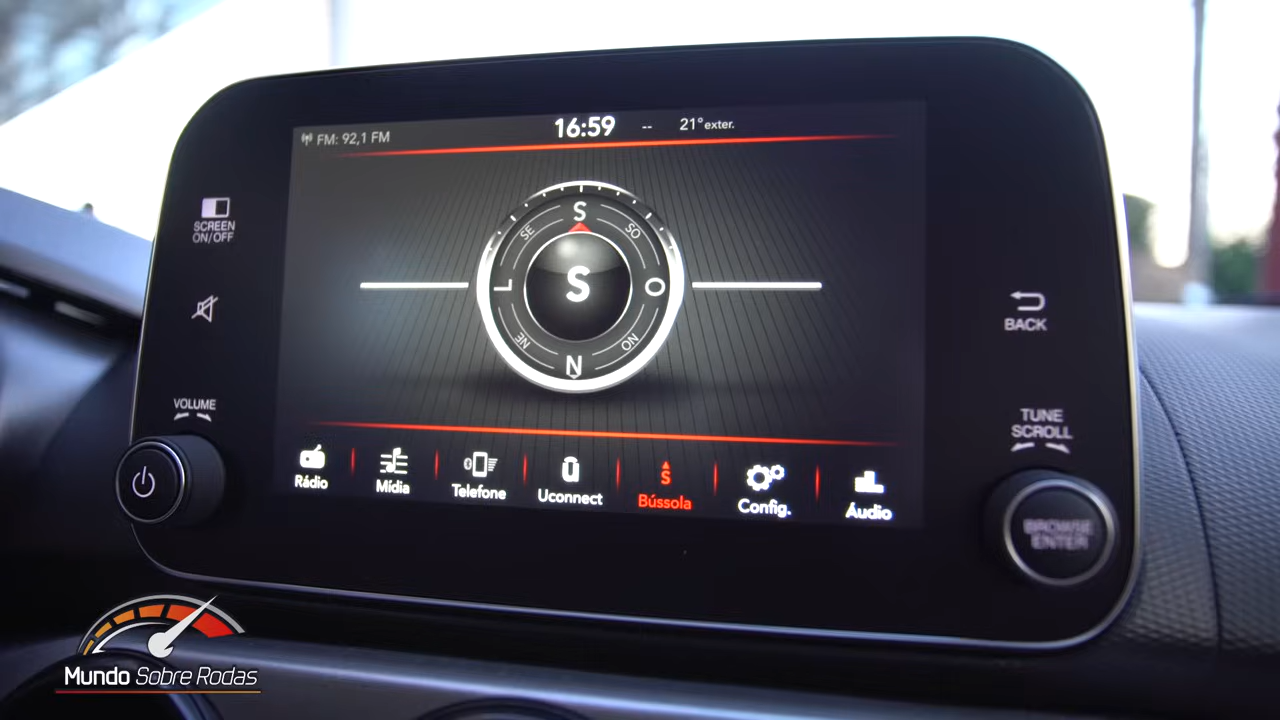 FM: 92,1 FM
16:59 -- 21° exter.
SCREEN
ON/OFF
VOLUME
S
SE
SO
L
S
O
NE
NO
N
BACK
TUNE
SCROLL
BROWSE
ENTER
Rádio
Mídia
Telefone
Uconnect
S
Bússola
Config.
Áudio
Mundo Sobre Rodas